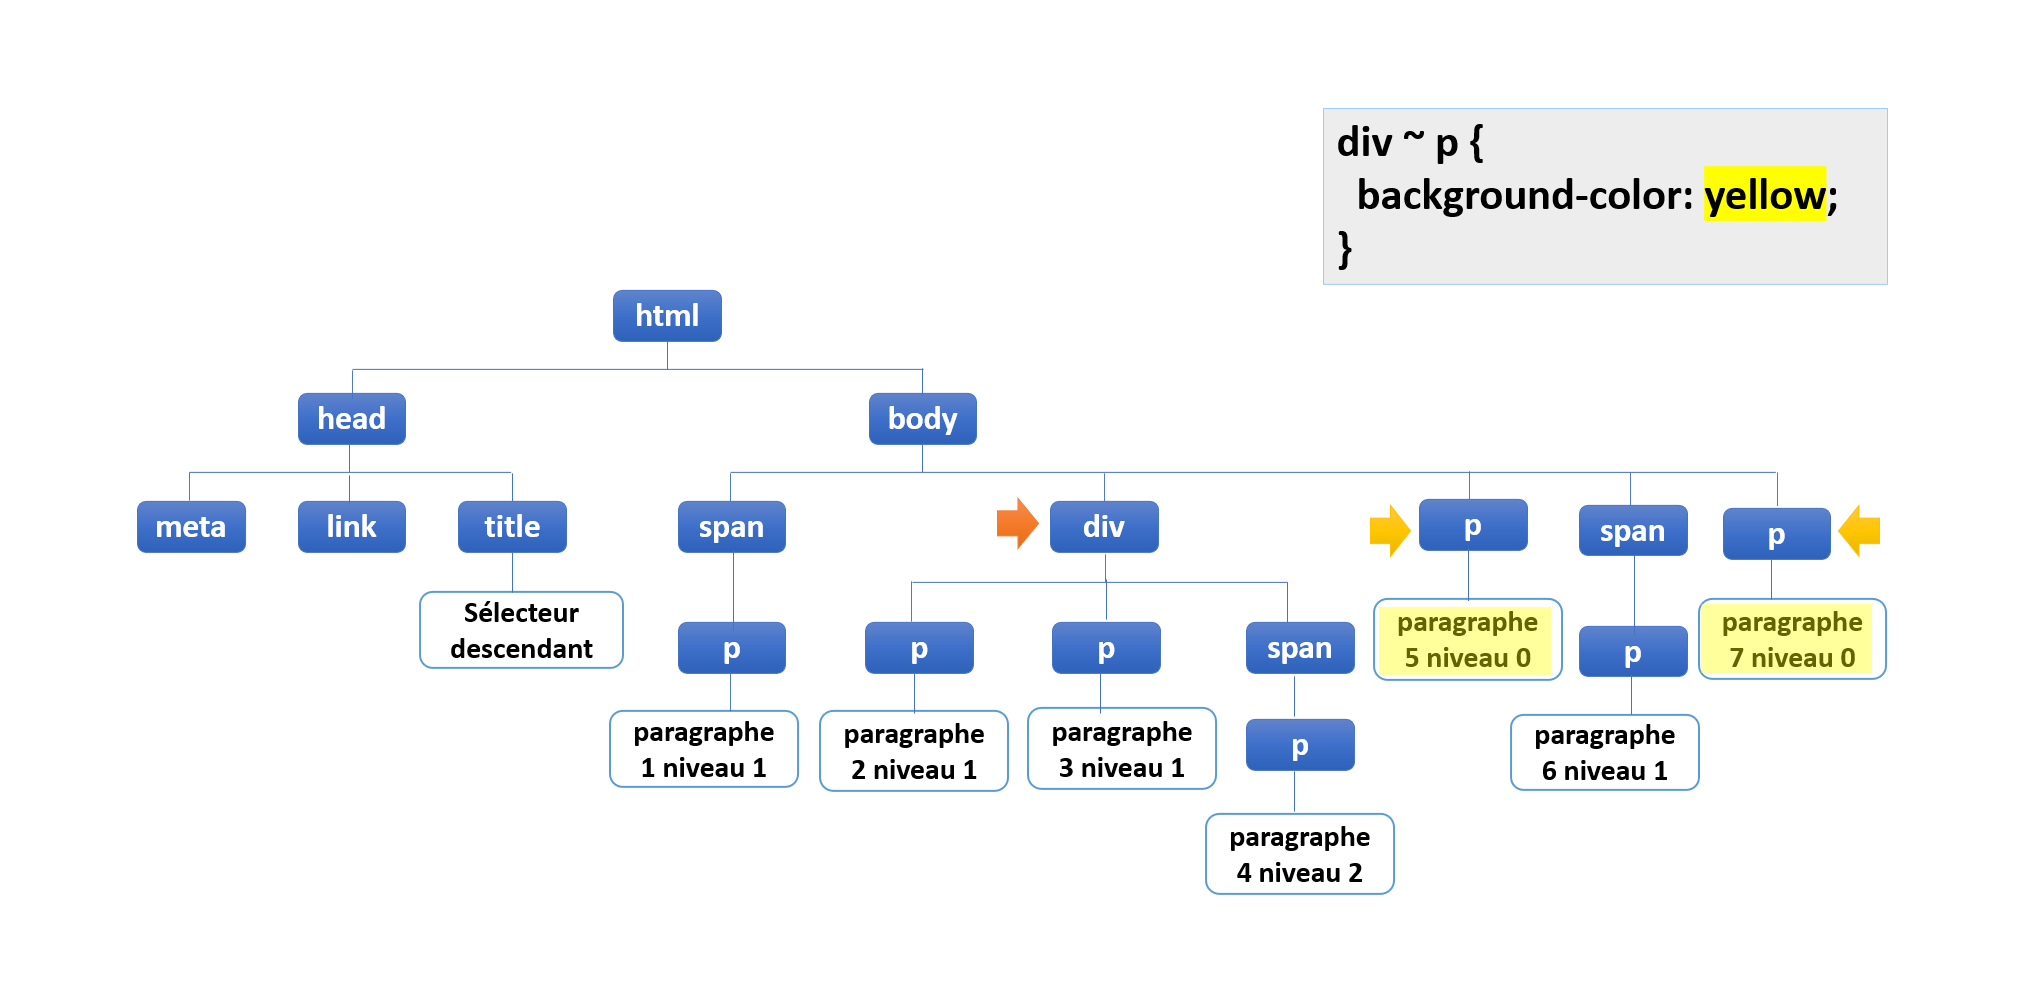 div ~ p {
background-color: yellow;
}
html
head
body
meta
link
title
span
div
p
span
p
Sélecteur
descendant
p
p
p
span
paragraphe
5 niveau 0
p
paragraphe
7 niveau 0
paragraphe
1 niveau 1
paragraphe
2 niveau 1
paragraphe
3 niveau 1
p
paragraphe
6 niveau 1
paragraphe
4 niveau 2